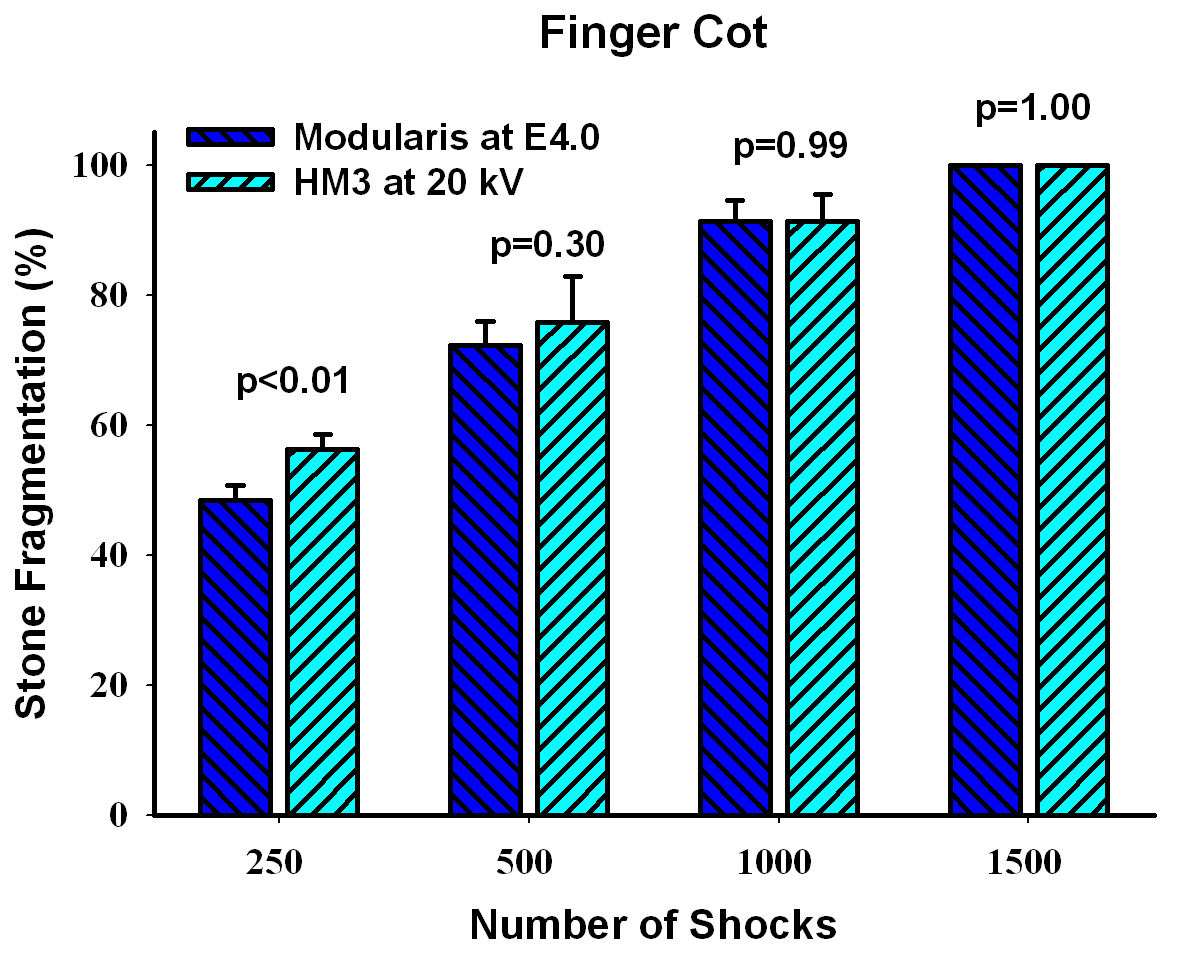 Finger Cot
Modularis at E4.0
HM3 at 20 kV
p<0.01
p=0.30
p=0.99
p=1.00
Stone Fragmentation (%)
100
80
60
40
20
0
250
500
1000
1500
Number of Shocks